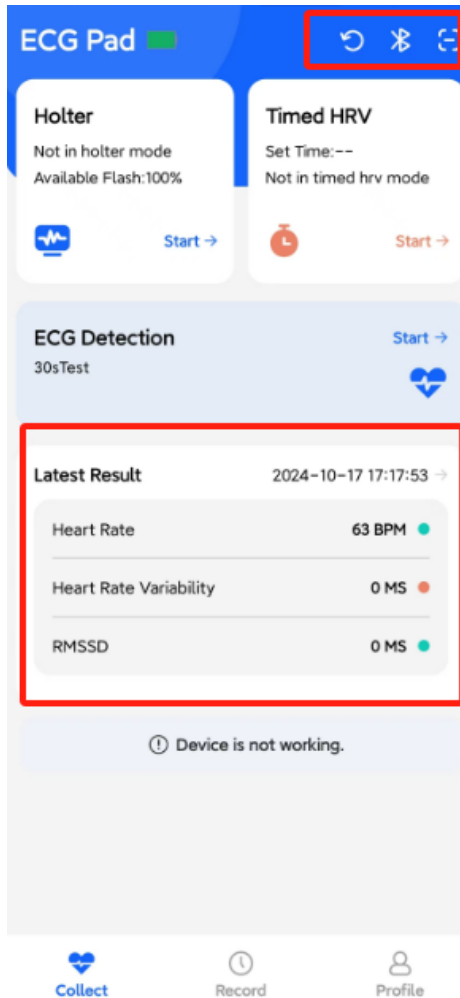 ECG Pad
Holter
Not in holter mode
Available Flash:100%
Start →
Timed HRV
Set Time:--
Not in timed hrv mode
Start →
ECG Detection
Start →
30sTest
Latest Result 2024-10-17 17:17:53 →
Heart Rate 63 BPM
Heart Rate Variability 0 MS
RMSSD 0 MS
Device is not working.
Collect Record Profile